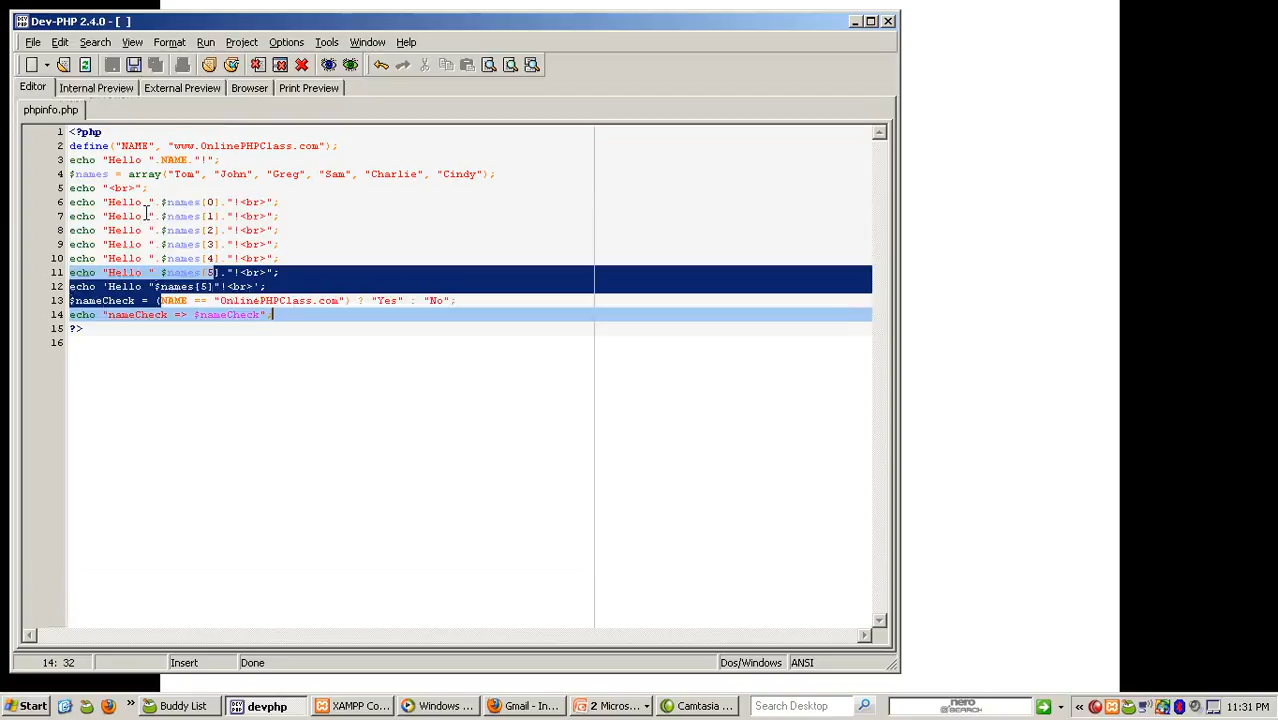 Dev-PHP 2.4.0 - [ ]
File Edit Search View Format Run Project Options Tools Window Help
Editor Internal Preview External Preview Browser Print Preview
phpinfo.php
1 <?php
2 define("NAME", "www.OnlinePHPClass.com");
3 echo "Hello ".NAME."!";
4 $names = array("Tom", "John", "Greg", "Sam", "Charlie", "Cindy");
5 echo "<br>";
6 echo "Hello ".$names[0]."!<br>";
7 echo "Hello ".$names[1]."!<br>";
8 echo "Hello ".$names[2]."!<br>";
9 echo "Hello ".$names[3]."!<br>";
10 echo "Hello ".$names[4]."!<br>";
11 echo "Hello " $names[5]."!<br>";
12 echo 'Hello "$names[5]"!<br>';
13 $nameCheck = (NAME == "OnlinePHPClass.com") ? "Yes" : "No";
14 echo "nameCheck => $nameCheck";
15 ?>
16
14: 32 Insert Done Dos/Windows ANSI
Start Buddy List DEV PHP devphp XAMPP Co... Windows ... Gmail - In... 2 Micros... Camtasia ... Search Desktop nero SEARCH 11:31 PM